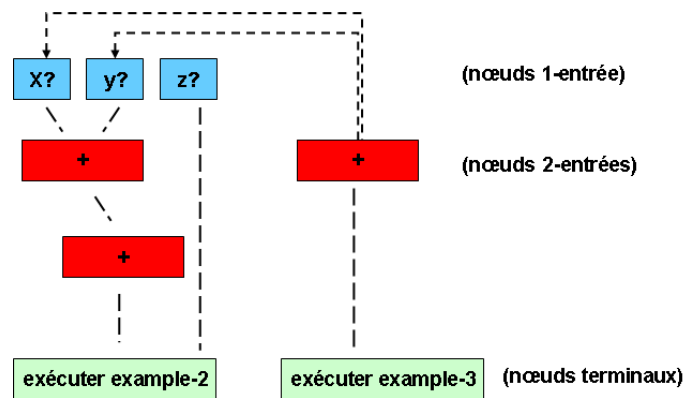 X? y? z? (nœuds 1-entrée)
+ + (nœuds 2-entrées)
+
exécuter example-2 exécuter example-3 (nœuds terminaux)